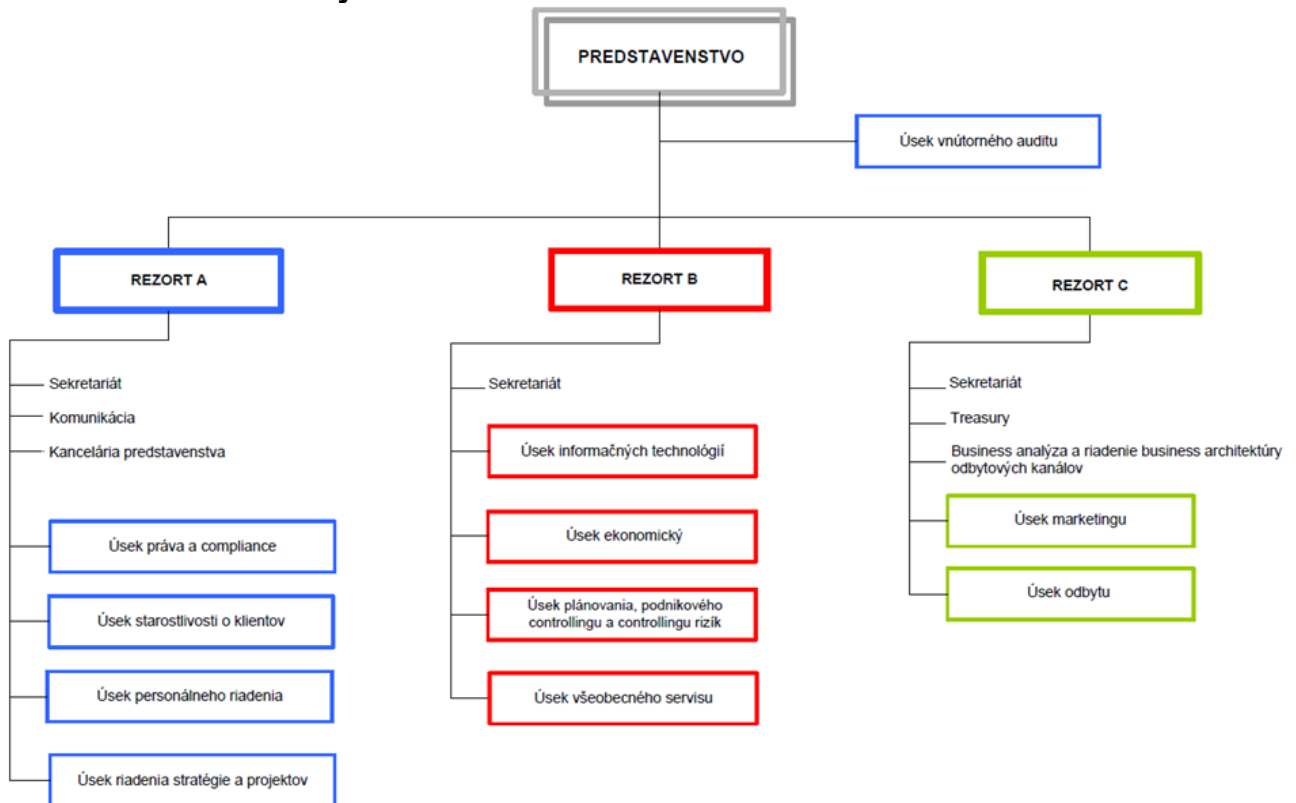 PREDSTAVENSTVO
Úsek vnútorného auditu
REZORT A
Sekretariát
Komunikácia
Kancelária predstavenstva
Úsek práva a compliance
Úsek starostlivosti o klientov
Úsek personálneho riadenia
Úsek riadenia stratégie a projektov
REZORT B
Sekretariát
Úsek informačných technológií
Úsek ekonomický
Úsek plánovania, podnikového
controllingu a controllingu rizík
Úsek všeobecného servisu
REZORT C
Sekretariát
Treasury
Business analýza a riadenie business architektúry
odbytových kanálov
Úsek marketingu
Úsek odbytu